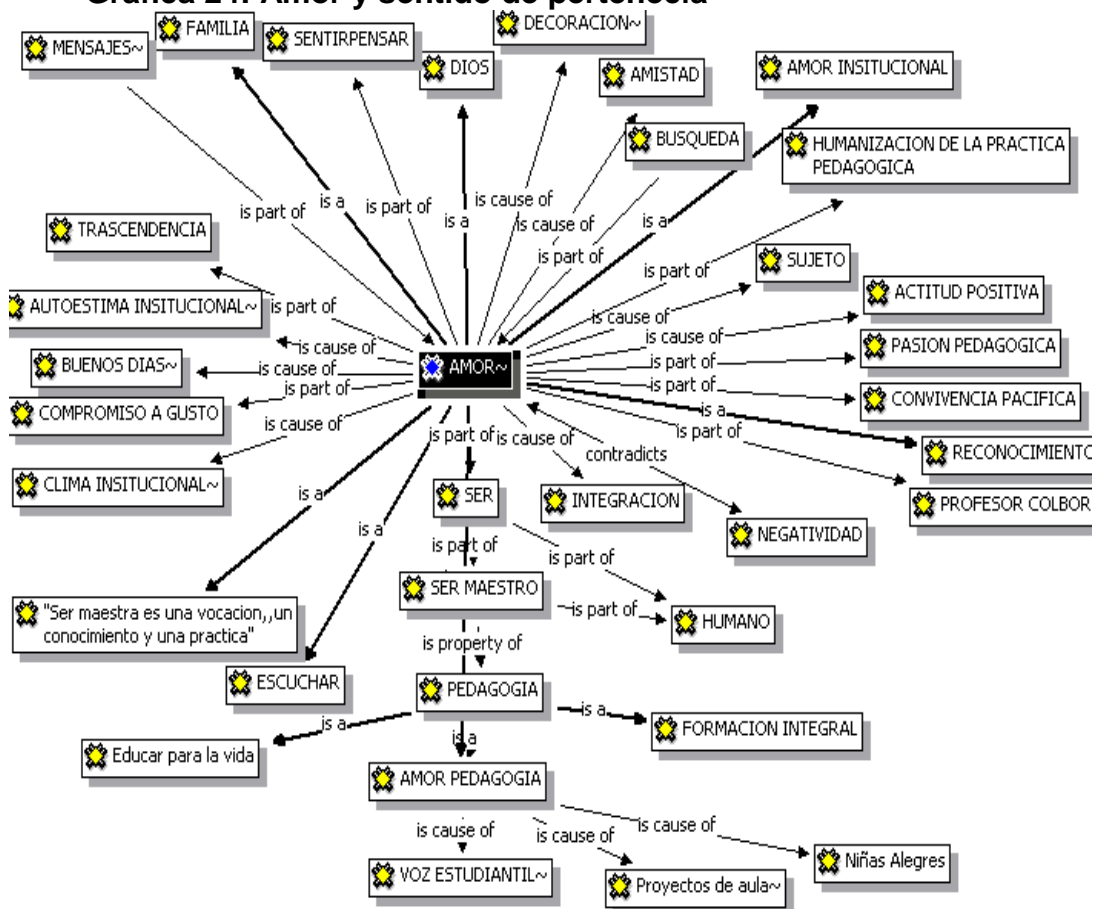 Gráfica 24. Amor y sentido de pertenecía
MENSAJES~
FAMILIA
SENTIRPENSAR
DIOS
DECORACION~
AMISTAD
BUSQUEDA
AMOR INSITUCIONAL
HUMANIZACION DE LA PRACTICA
PEDAGOGICA
is part of
is a
is part of
is a
is cause of
is cause of
is part of
is a
is part of
TRASCENDENCIA
SUJETO
AUTOESTIMA INSITUCIONAL~
is part of
is cause of
ACTITUD POSITIVA
BUENOS DIAS~
is cause of
is cause of
AMOR~
is cause of
is part of
PASION PEDAGOGICA
COMPROMISO A GUSTO
is part of
is part of
CONVIVENCIA PACIFICA
is cause of
is a
is part of
RECONOCIMIENTO
CLIMA INSITUCIONAL~
is part of
is cause of
contradicts
PROFESOR COLBOR
is a
is a
SER
INTEGRACION
NEGATIVIDAD
is part of
is part of
SER MAESTRO
is part of
HUMANO
"Ser maestra es una vocacion,,un
conocimiento y una practica"
is property of
ESCUCHAR
PEDAGOGIA
is a
is a
FORMACION INTEGRAL
Educar para la vida
is a
AMOR PEDAGOGIA
is cause of
is cause of
is cause of
VOZ ESTUDIANTIL~
Proyectos de aula~
Niñas Alegres